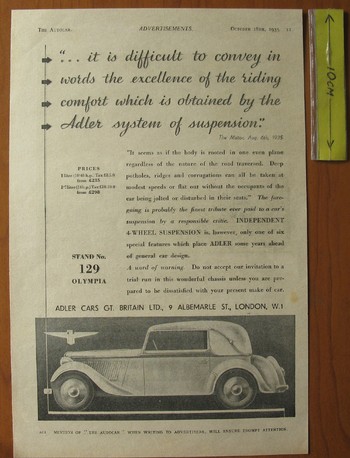 THE AUTOCAR. ADVERTISEMENTS. OCTOBER 18TH, 1935.
10CM
"... it is difficult to convey in
words the excellence of the riding
comfort which is obtained by the
Adler system of suspension."
The Motor, Aug. 6th, 1935
"It seems as if the body is rooted in one even plane
regardless of the nature of the road traversed. Deep
potholes, ridges and corrugations can all be taken at
modest speeds or flat out without the occupants of the
car being jolted or disturbed in their seats." The fore-
going is probably the finest tribute ever paid to a car's
suspension by a responsible critic. INDEPENDENT
4-WHEEL SUSPENSION is, however, only one of six
special features which place ADLER some years ahead
of general car design.
A word of warning. Do not accept our invitation to a
trial run in this wonderful chassis unless you are pre-
pared to be dissatisfied with your present make of car.
PRICES
from
from
STAND No.
129
OLYMPIA
ADLER CARS GT. BRITAIN LTD., 9 ALBEMARLE ST., LONDON, W.1
MENTION OF "THE AUTOCAR" WHEN WRITING TO ADVERTISERS, WILL ENSURE PROMPT ATTENTION